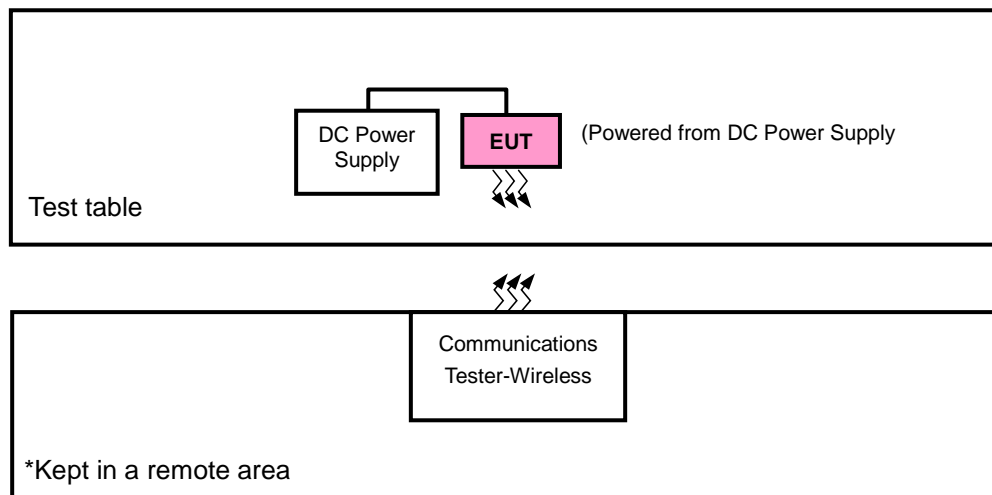 DC Power
Supply
EUT
(Powered from DC Power Supply
Test table
Communications
Tester-Wireless
*Kept in a remote area